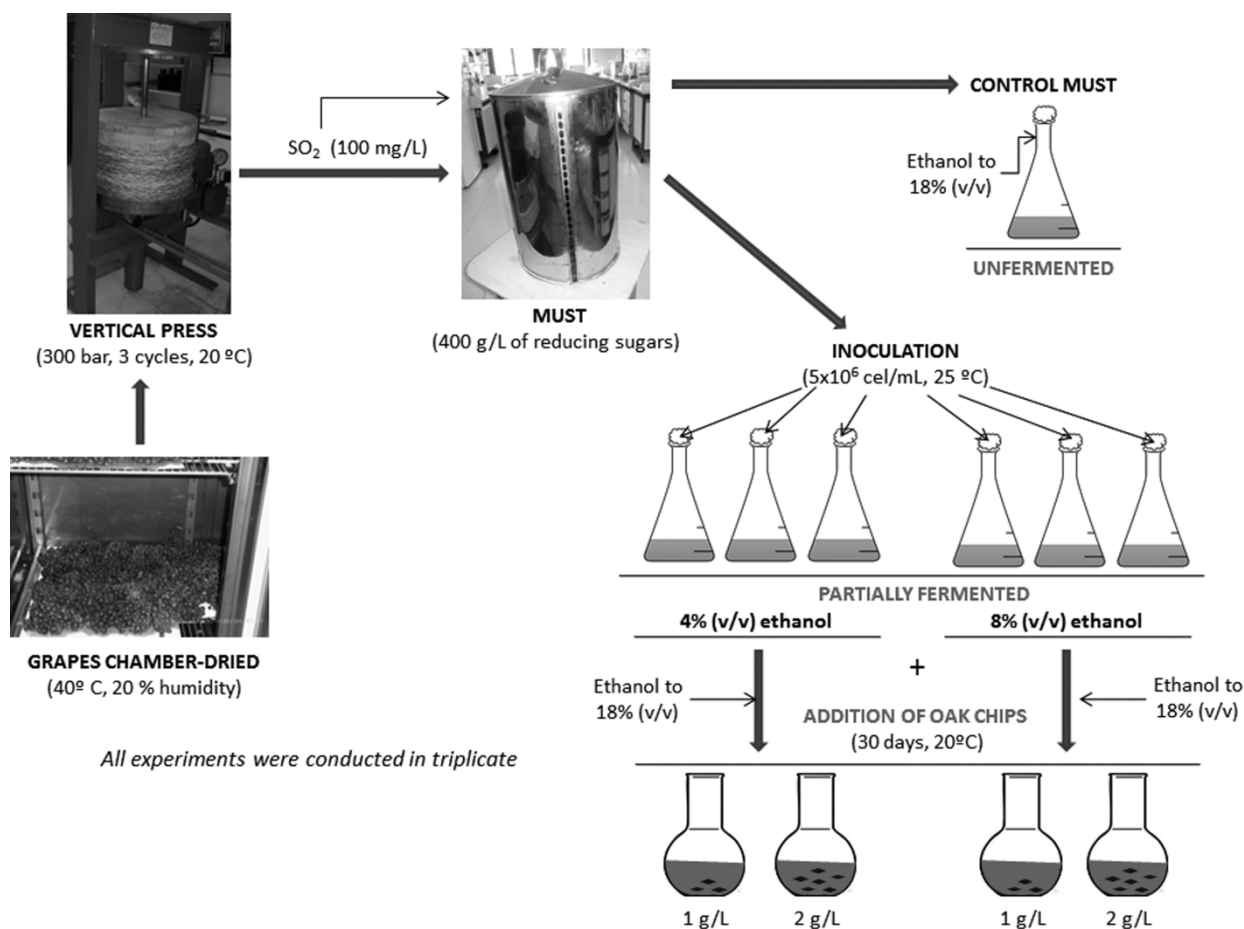 SO2 (100 mg/L)
VERTICAL PRESS
(300 bar, 3 cycles, 20 ºC)
MUST
(400 g/L of reducing sugars)
CONTROL MUST
Ethanol to
18% (v/v)
UNFERMENTED
GRAPES CHAMBER-DRIED
(40º C, 20 % humidity)
INOCULATION
(5x10⁶ cel/mL, 25 ºC)
PARTIALLY FERMENTED
4% (v/v) ethanol
8% (v/v) ethanol
+
Ethanol to
18% (v/v)
ADDITION OF OAK CHIPS
(30 days, 20ºC)
Ethanol to
18% (v/v)
All experiments were conducted in triplicate
1 g/L
2 g/L
1 g/L
2 g/L